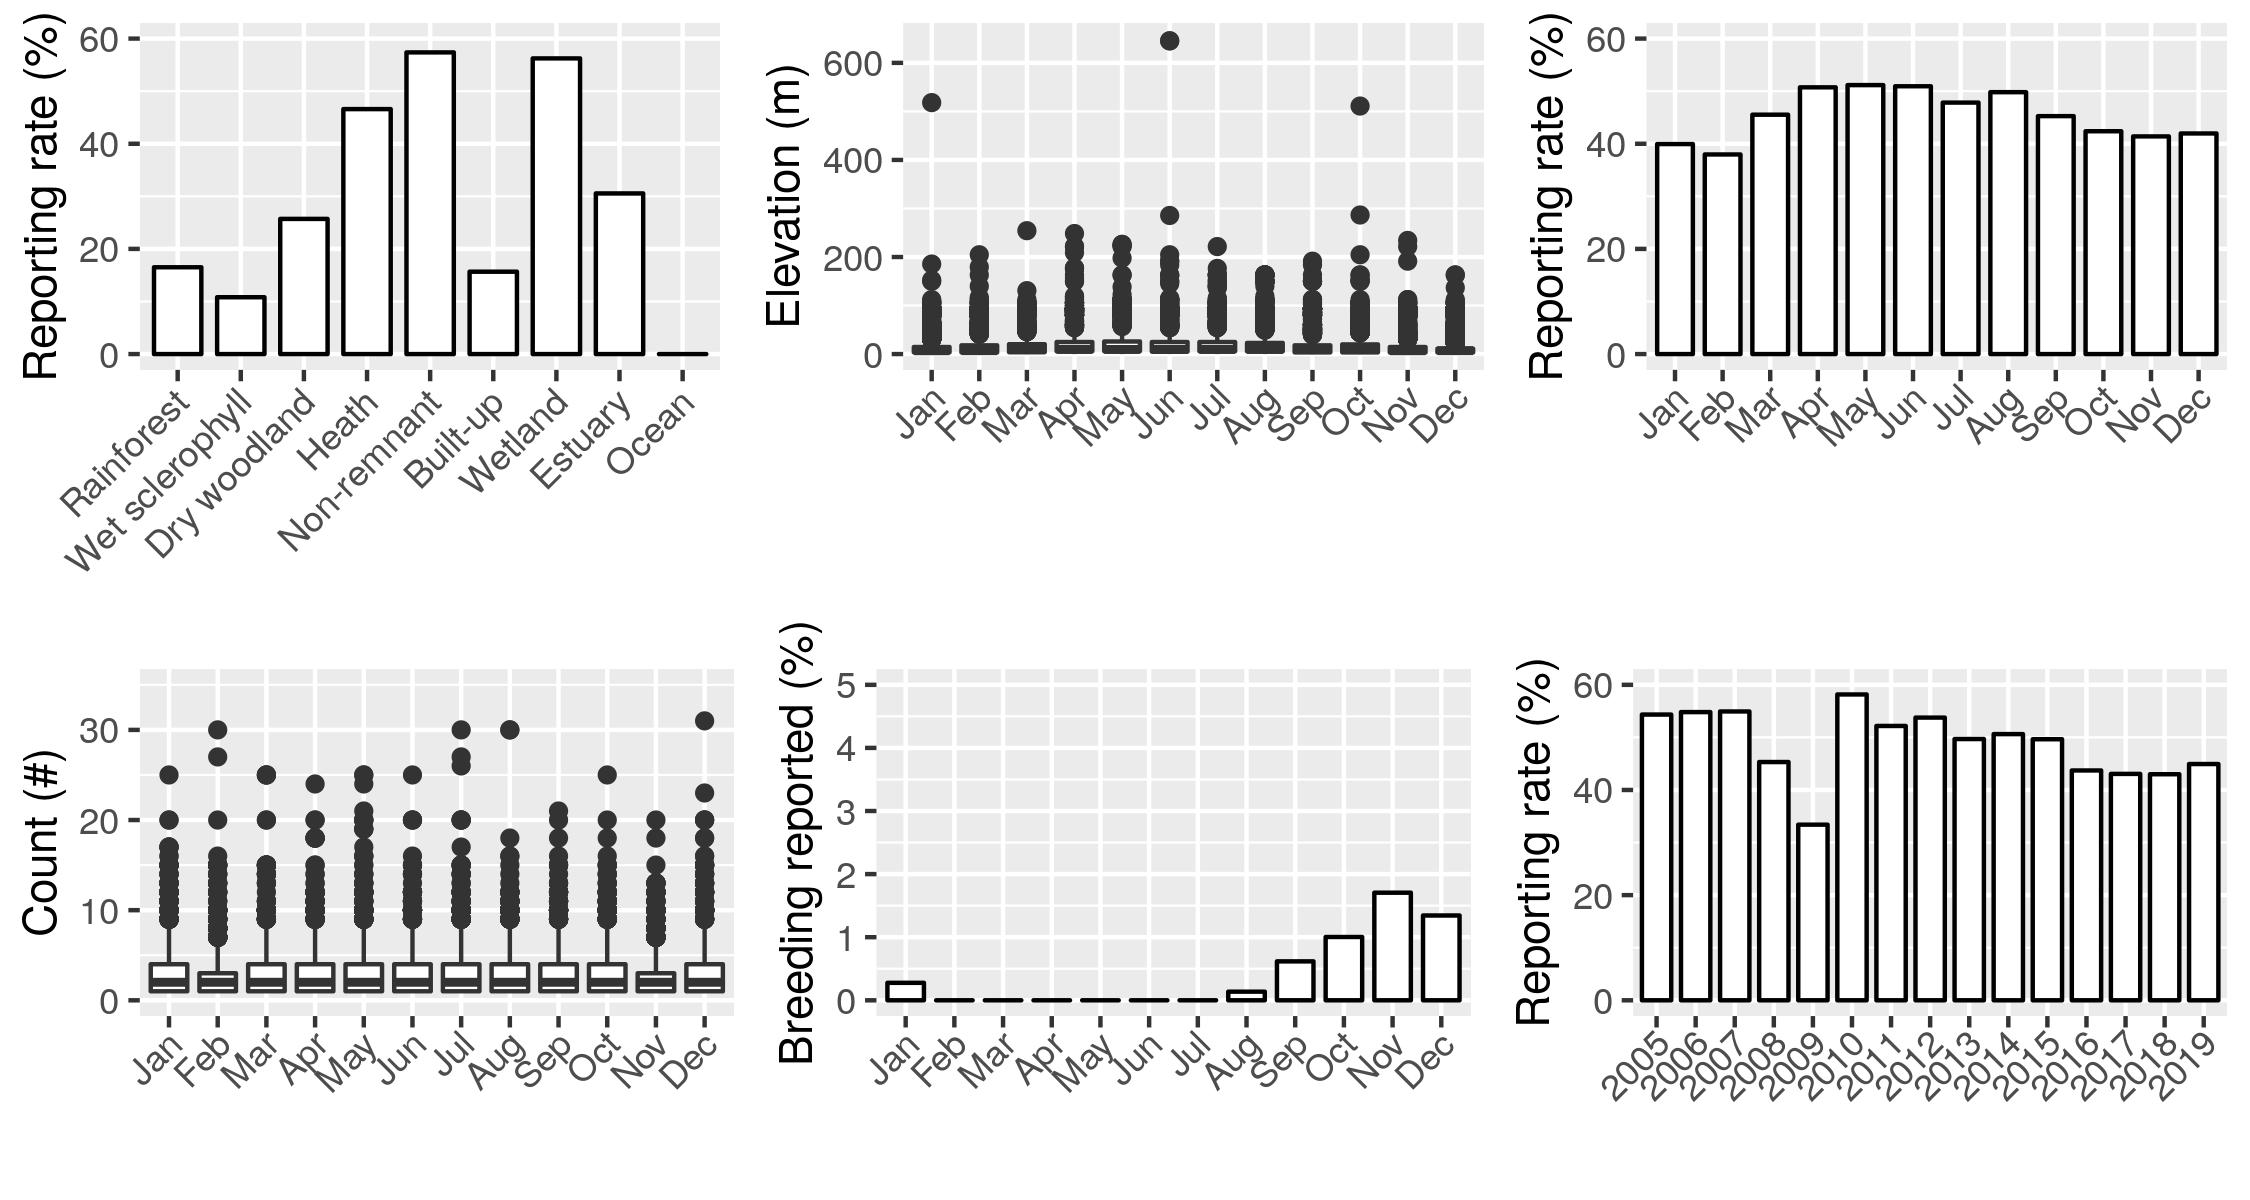 Reporting rate (%)
60
40
20
0
Rainforest
Wet sclerophyll
Dry woodland
Heath
Non-remnant
Built-up
Wetland
Estuary
Ocean
Elevation (m)
600
400
200
0
Jan
Feb
Mar
Apr
May
Jun
Jul
Aug
Sep
Oct
Nov
Dec
Reporting rate (%)
60
40
20
0
Jan
Feb
Mar
Apr
May
Jun
Jul
Aug
Sep
Oct
Nov
Dec
Count (#)
30
20
10
0
Jan
Feb
Mar
Apr
May
Jun
Jul
Aug
Sep
Oct
Nov
Dec
Breeding reported (%)
5
4
3
2
1
0
Jan
Feb
Mar
Apr
May
Jun
Jul
Aug
Sep
Oct
Nov
Dec
Reporting rate (%)
60
40
20
0
2005
2006
2007
2008
2009
2010
2011
2012
2013
2014
2015
2016
2017
2018
2019